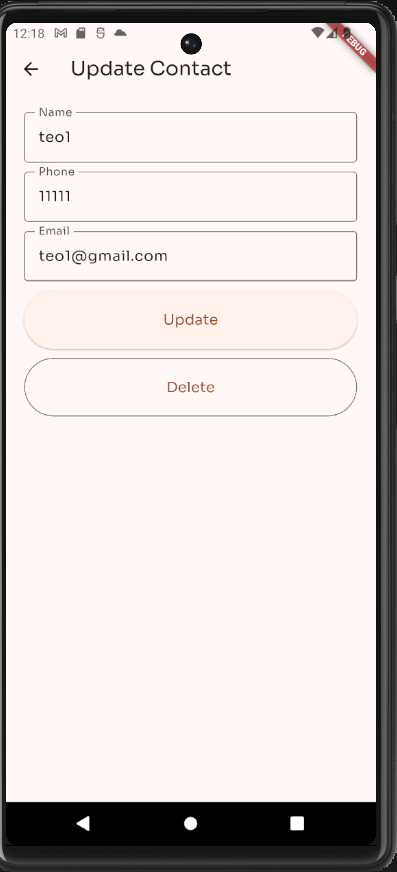 12:18
DEBUG
Update Contact
Name
teo1
Phone
11111
Email
teo1@gmail.com
Update
Delete